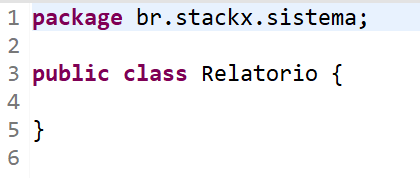 1 package br.stackx.sistema;
2
3 public class Relatorio {
4
5 }
6